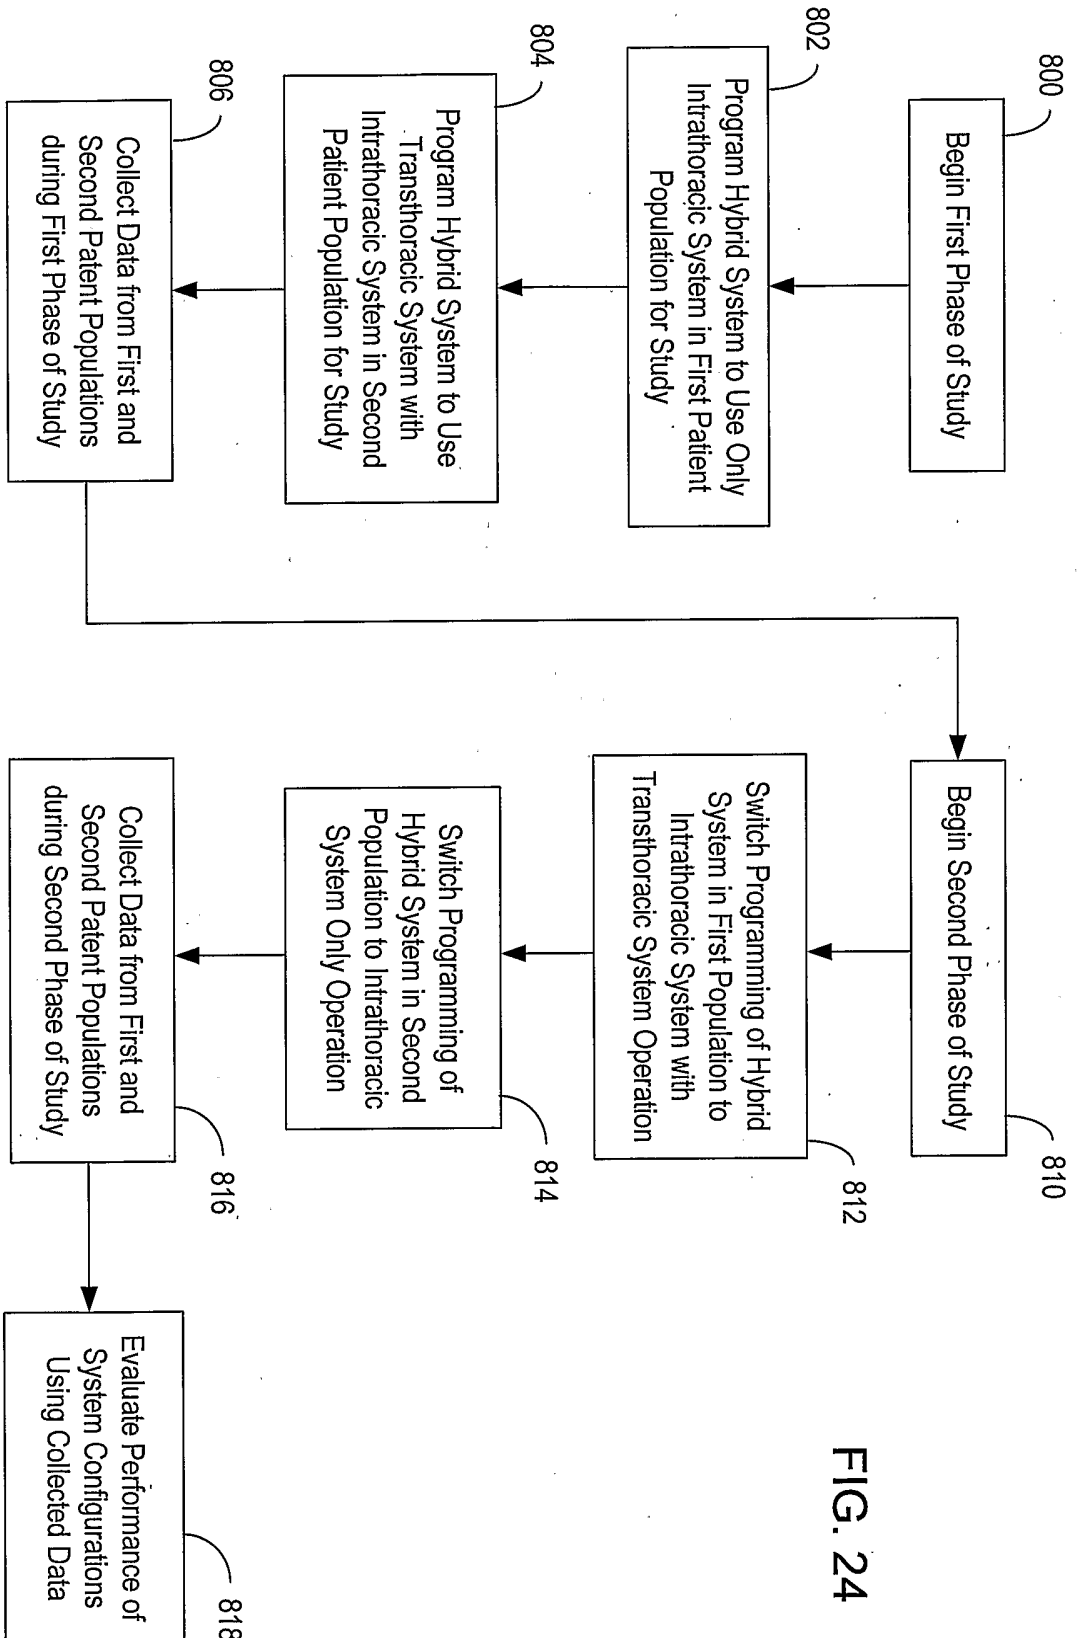 800
Begin First Phase of Study
802
Program Hybrid System to Use Only
Intrathoracic System in First Patient
Population for Study
804
Program Hybrid System to Use
Transthoracic System with
Intrathoracic System in Second
Patient Population for Study
806
Collect Data from First and
Second Patent Populations
during First Phase of Study
810
Begin Second Phase of Study
812
Switch Programming of Hybrid
System in First Population to
Intrathoracic System with
Transthoracic System Operation
814
Switch Programming of
Hybrid System in Second
Population to Intrathoracic
System Only Operation
816
Collect Data from First and
Second Patent Populations
during Second Phase of Study
818
Evaluate Performance of
System Configurations
Using Collected Data
FIG. 24